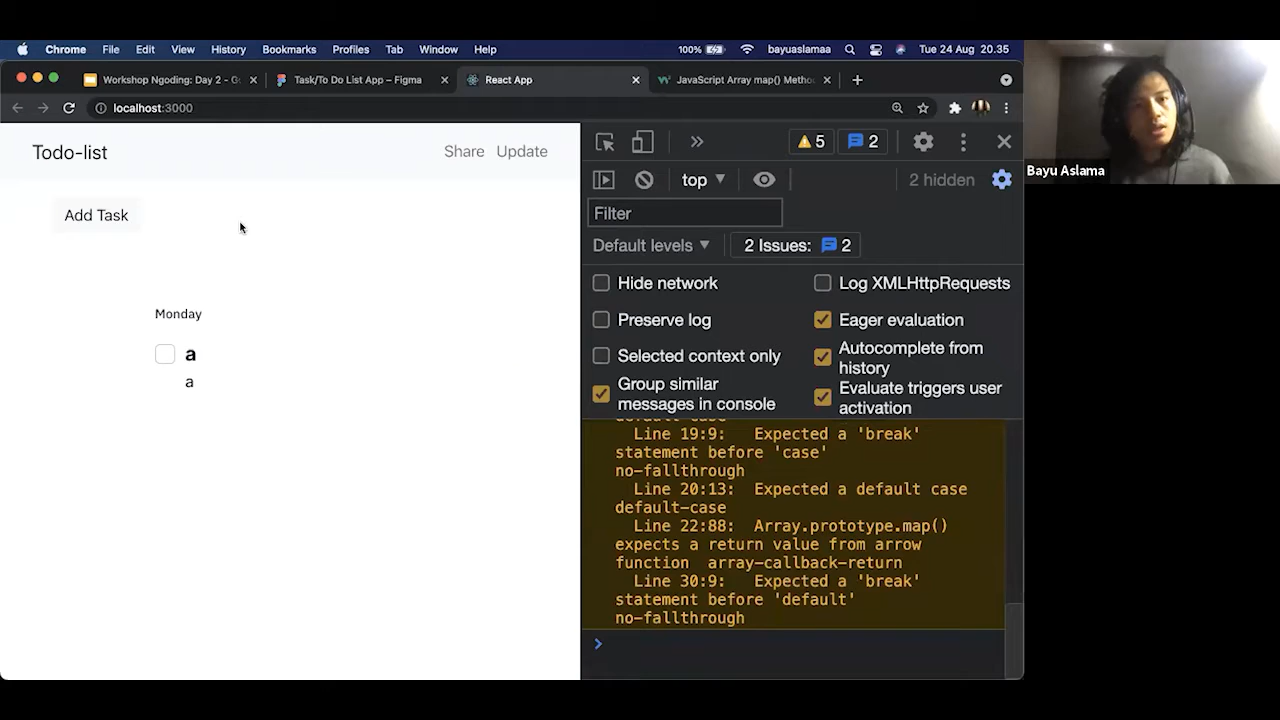 Chrome File Edit View History Bookmarks Profiles Tab Window Help 100% bayuaslamaa Tue 24 Aug 20.35
Workshop Ngoding: Day 2 - G
Task/To Do List App – Figma
React App
JavaScript Array map() Metho
localhost:3000
Todo-list
Share Update
Add Task
Monday
a
a
5
2
top
2 hidden
Filter
Default levels
2 Issues: 2
Hide network
Log XMLHttpRequests
Preserve log
Eager evaluation
Selected context only
Autocomplete from
history
Group similar
messages in console
Evaluate triggers user
activation
default-case
Line 19:9: Expected a 'break'
statement before 'case'
no-fallthrough
Line 20:13: Expected a default case
default-case
Line 22:88: Array.prototype.map()
expects a return value from arrow
function array-callback-return
Line 30:9: Expected a 'break'
statement before 'default'
no-fallthrough
Bayu Aslama